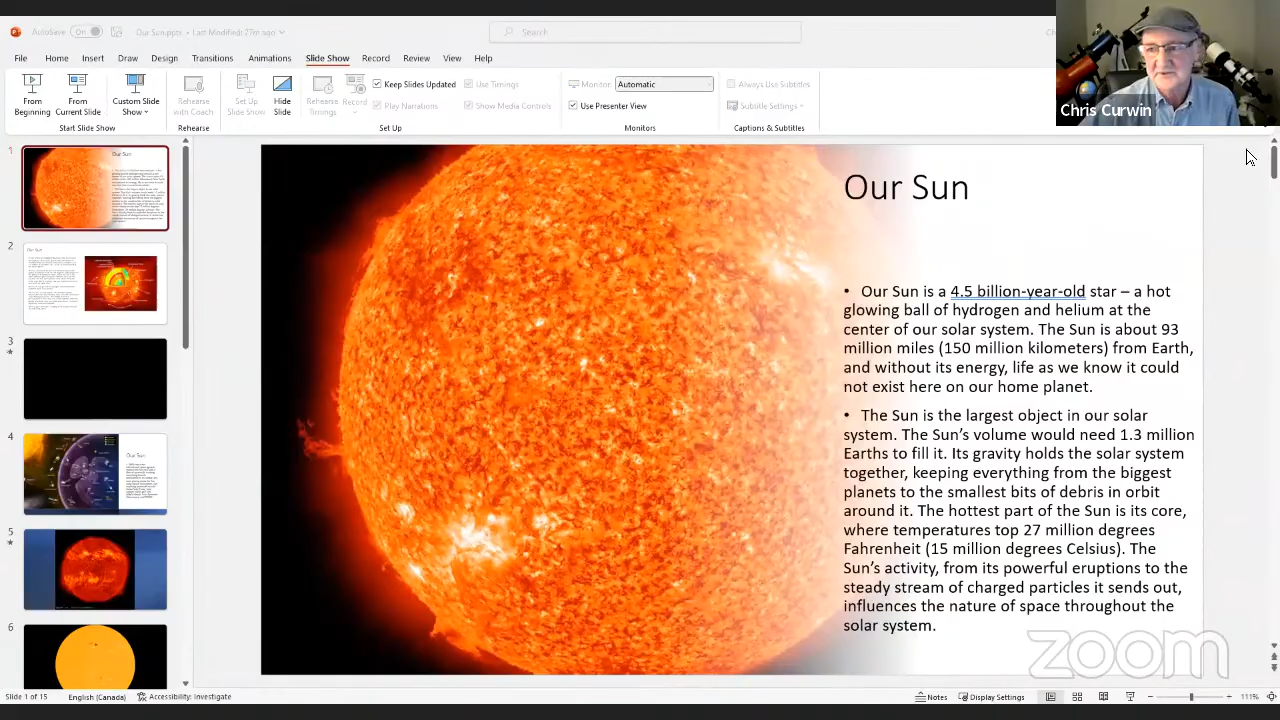 AutoSave On Our Sun.pptx • Last Modified: 27m ago Search
Chris Curwin
File Home Insert Draw Design Transitions Animations Slide Show Record Review View Help
From Beginning
From Current Slide
Custom Slide Show
Rehearse with Coach
Set Up Slide Show
Hide Slide
Rehearse Timings
Record
Keep Slides Updated
Play Narrations
Use Timings
Show Media Controls
Monitor: Automatic
Use Presenter View
Always Use Subtitles
Subtitle Settings
Start Slide Show Rehearse Set Up Monitors Captions & Subtitles
1
Our Sun
2
Our Sun
3
4
Our Sun
5
6
Our Sun
• Our Sun is a 4.5 billion-year-old star – a hot
glowing ball of hydrogen and helium at the
center of our solar system. The Sun is about 93
million miles (150 million kilometers) from Earth,
and without its energy, life as we know it could
not exist here on our home planet.
• The Sun is the largest object in our solar
system. The Sun’s volume would need 1.3 million
Earths to fill it. Its gravity holds the solar system
together, keeping everything from the biggest
planets to the smallest bits of debris in orbit
around it. The hottest part of the Sun is its core,
where temperatures top 27 million degrees
Fahrenheit (15 million degrees Celsius). The
Sun’s activity, from its powerful eruptions to the
steady stream of charged particles it sends out,
influences the nature of space throughout the
solar system.
zoom
Slide 1 of 15 English (Canada) Accessibility: Investigate Notes Display Settings 111%